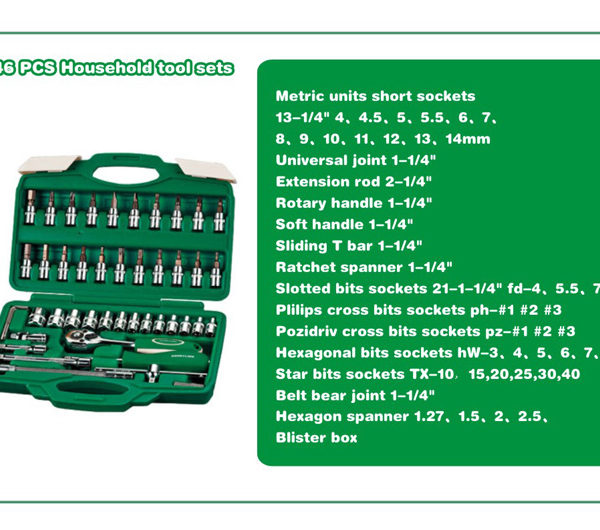 46 PCS Household tool sets
Metric units short sockets
13-1/4" 4、4.5、5、5.5、6、7、
8、9、10、11、12、13、14mm
Universal joint 1-1/4"
Extension rod 2-1/4"
Rotary handle 1-1/4"
Soft handle 1-1/4"
Sliding T bar 1-1/4"
Ratchet spanner 1-1/4"
Slotted bits sockets 21-1-1/4" fd-4、5.5、7
Plilips cross bits sockets ph-#1 #2 #3
Pozidriv cross bits sockets pz-#1 #2 #3
Hexagonal bits sockets hW-3、4、5、6、7、
Star bits sockets TX-10，15,20,25,30,40
Belt bear joint 1-1/4"
Hexagon spanner 1.27、1.5、2、2.5、
Blister box